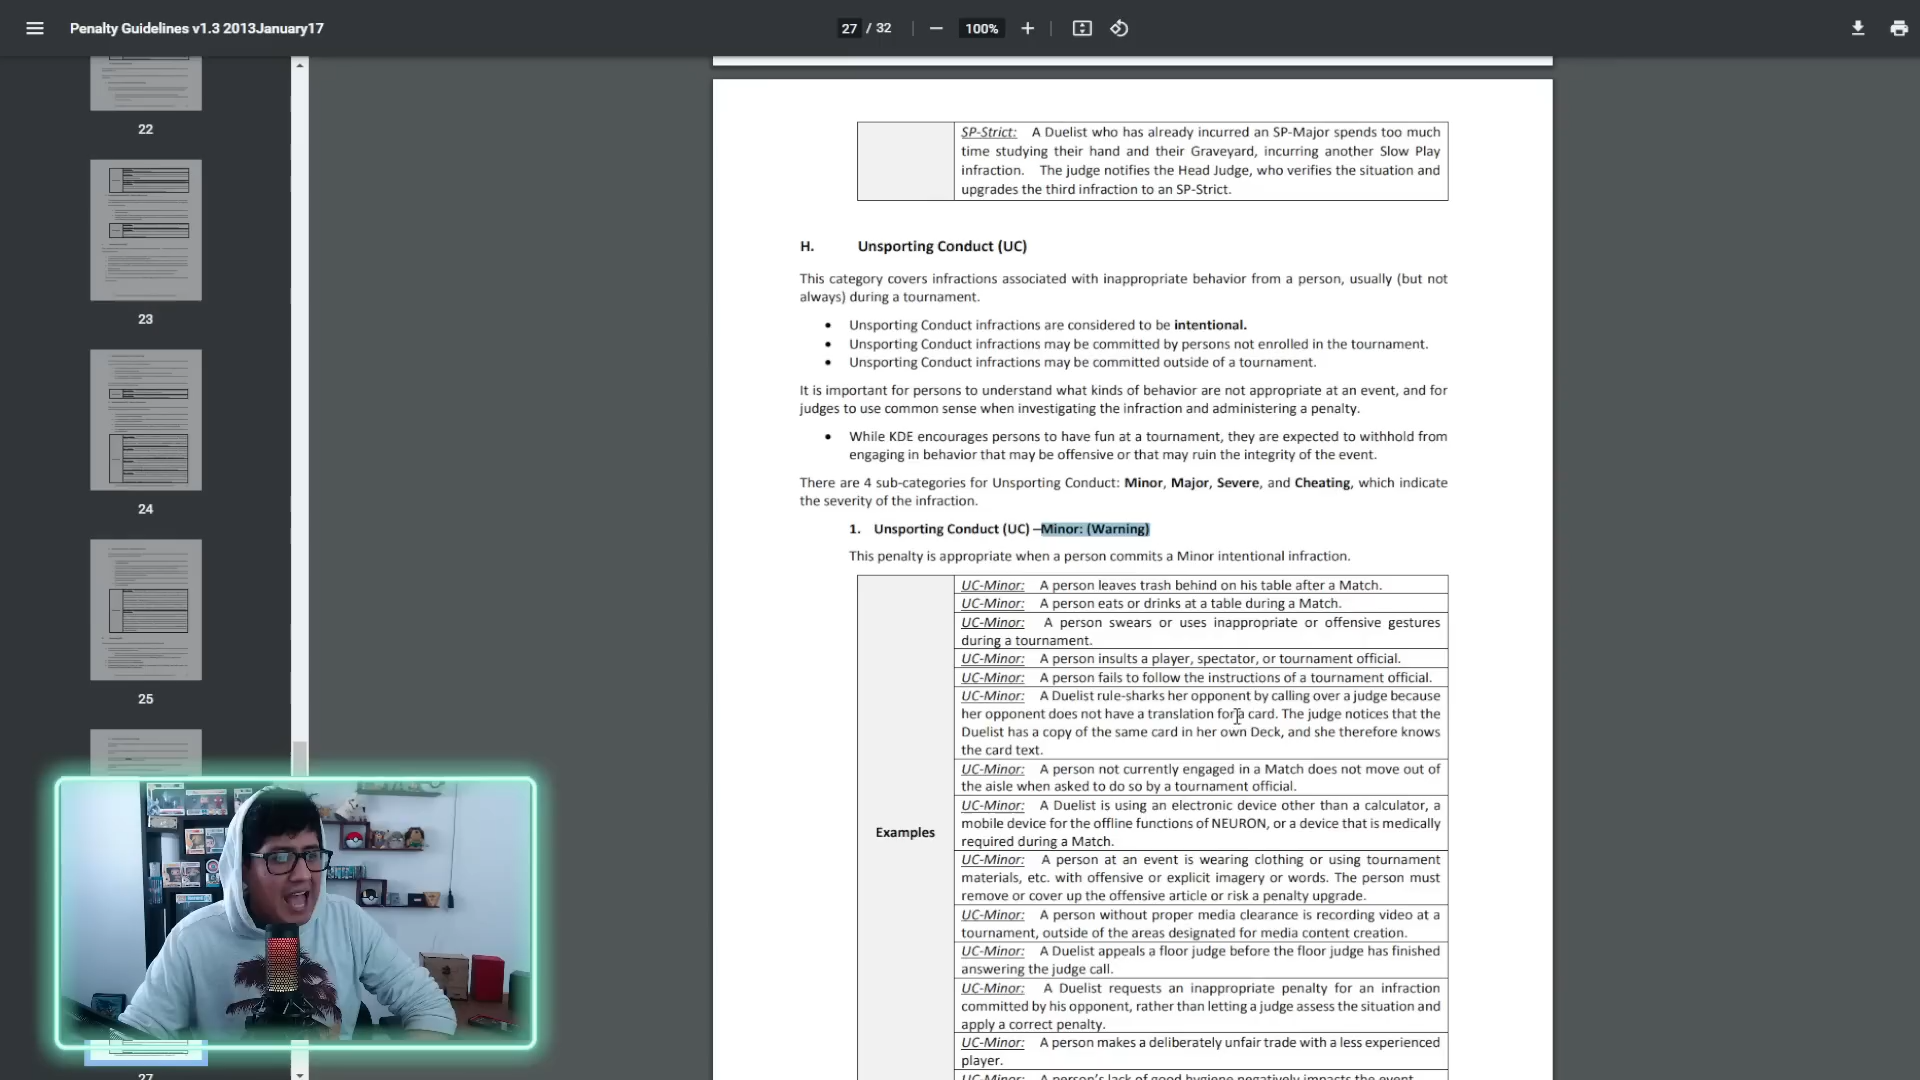 Penalty Guidelines v1.3 2013January17
27 / 32
100%
22
23
24
25
27
SP-Strict: A Duelist who has already incurred an SP-Major spends too much
time studying their hand and their Graveyard, incurring another Slow Play
infraction. The judge notifies the Head Judge, who verifies the situation and
upgrades the third infraction to an SP-Strict.
H. Unsporting Conduct (UC)
This category covers infractions associated with inappropriate behavior from a person, usually (but not
always) during a tournament.
• Unsporting Conduct infractions are considered to be intentional.
• Unsporting Conduct infractions may be committed by persons not enrolled in the tournament.
• Unsporting Conduct infractions may be committed outside of a tournament.
It is important for persons to understand what kinds of behavior are not appropriate at an event, and for
judges to use common sense when investigating the infraction and administering a penalty.
• While KDE encourages persons to have fun at a tournament, they are expected to withhold from
engaging in behavior that may be offensive or that may ruin the integrity of the event.
There are 4 sub-categories for Unsporting Conduct: Minor, Major, Severe, and Cheating, which indicate
the severity of the infraction.
1. Unsporting Conduct (UC) –Minor: (Warning)
This penalty is appropriate when a person commits a Minor intentional infraction.
Examples
UC-Minor: A person leaves trash behind on his table after a Match.
UC-Minor: A person eats or drinks at a table during a Match.
UC-Minor: A person swears or uses inappropriate or offensive gestures
during a tournament.
UC-Minor: A person insults a player, spectator, or tournament official.
UC-Minor: A person fails to follow the instructions of a tournament official.
UC-Minor: A Duelist rule-sharks her opponent by calling over a judge because
her opponent does not have a translation for a card. The judge notices that the
Duelist has a copy of the same card in her own Deck, and she therefore knows
the card text.
UC-Minor: A person not currently engaged in a Match does not move out of
the aisle when asked to do so by a tournament official.
UC-Minor: A Duelist is using an electronic device other than a calculator, a
mobile device for the offline functions of NEURON, or a device that is medically
required during a Match.
UC-Minor: A person at an event is wearing clothing or using tournament
materials, etc. with offensive or explicit imagery or words. The person must
remove or cover up the offensive article or risk a penalty upgrade.
UC-Minor: A person without proper media clearance is recording video at a
tournament, outside of the areas designated for media content creation.
UC-Minor: A Duelist appeals a floor judge before the floor judge has finished
answering the judge call.
UC-Minor: A Duelist requests an inappropriate penalty for an infraction
committed by his opponent, rather than letting a judge assess the situation and
apply a correct penalty.
UC-Minor: A person makes a deliberately unfair trade with a less experienced
player.
UC-Minor: A person's lack of good hygiene negatively impacts the event.